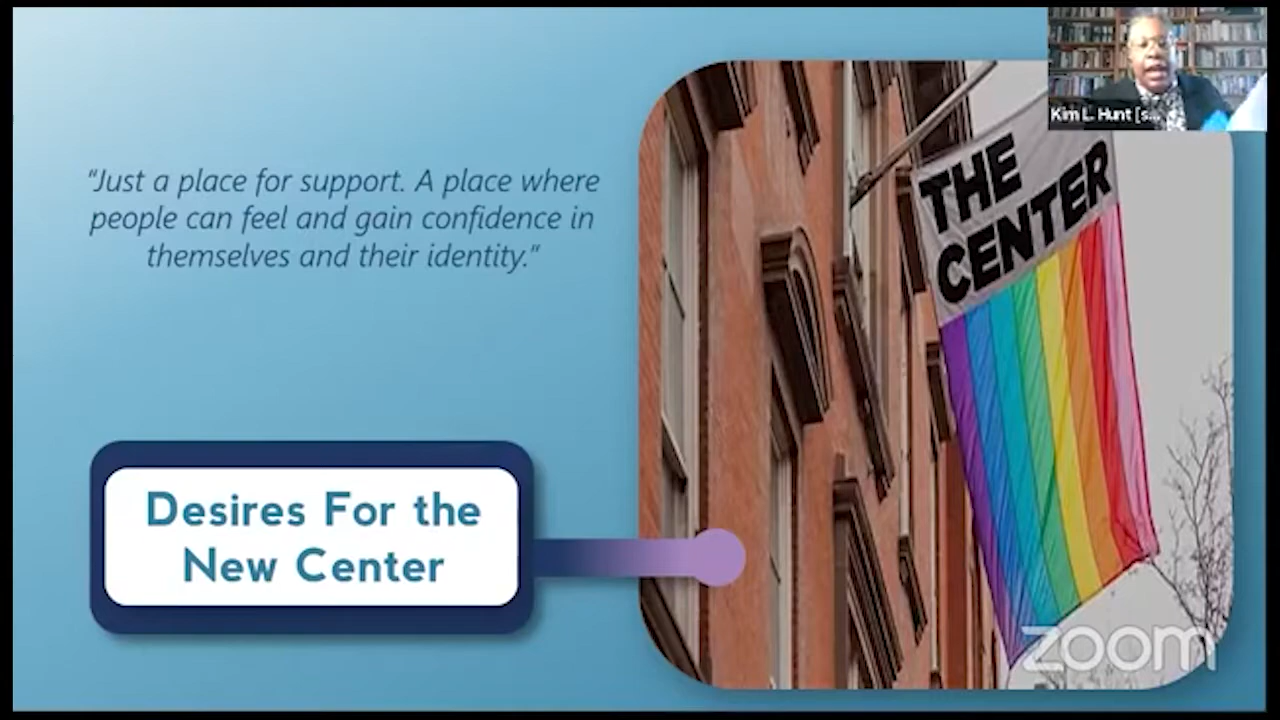 Kim L. Hunt [s...
"Just a place for support. A place where
people can feel and gain confidence in
themselves and their identity."
THE
CENTER
Desires For the
New Center
zoom